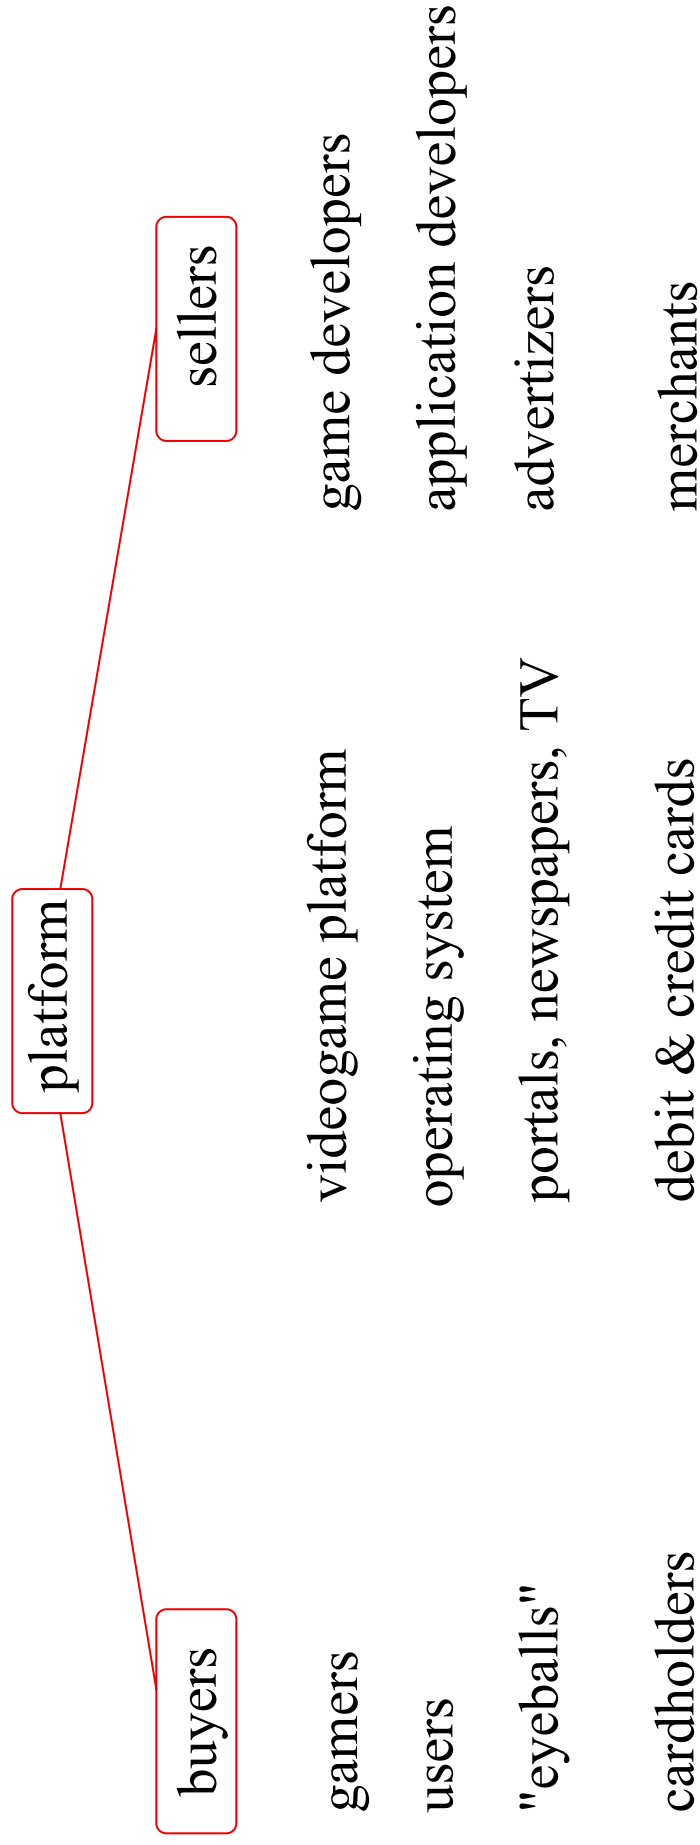 platform
buyers sellers
gamers videogame platform game developers
users operating system application developers
"eyeballs" portals, newspapers, TV advertizers
cardholders debit & credit cards merchants